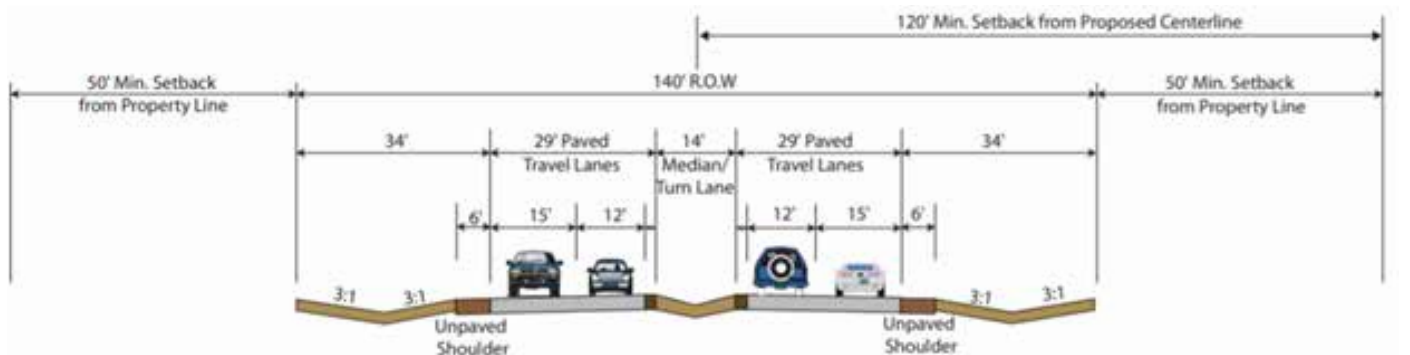 120' Min. Setback from Proposed Centerline
50' Min. Setback
from Property Line
140' R.O.W
50' Min. Setback
from Property Line
34'
29' Paved
Travel Lanes
14'
Median/
Turn Lane
29' Paved
Travel Lanes
34'
6'
15'
12'
12'
15'
6'
3:1
3:1
3:1
3:1
Unpaved
Shoulder
Unpaved
Shoulder